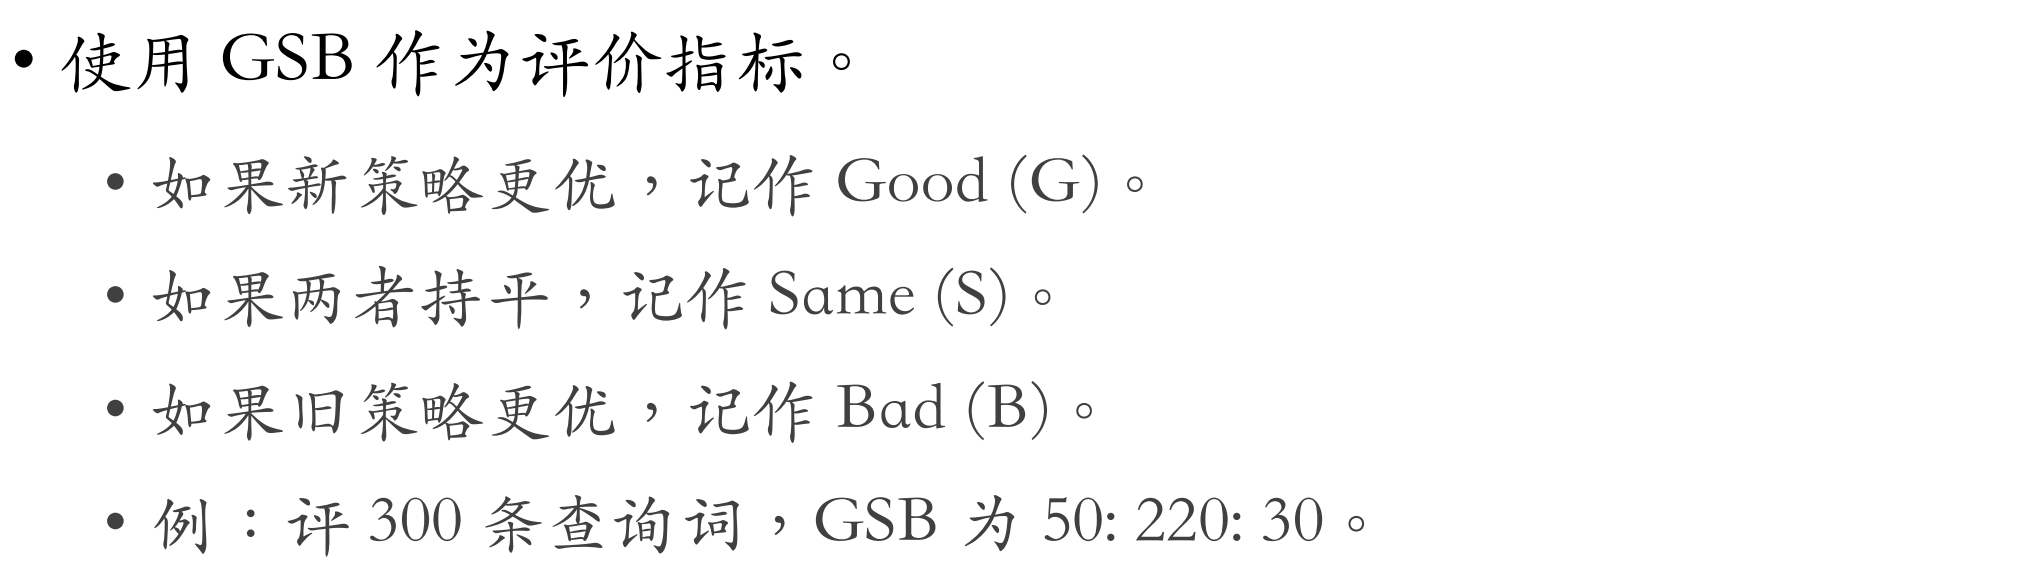 • 使用 GSB 作为评价指标。
• 如果新策略更优，记作 Good (G)。
• 如果两者持平，记作 Same (S)。
• 如果旧策略更优，记作 Bad (B)。
• 例：评 300 条查询词，GSB 为 50: 220: 30。